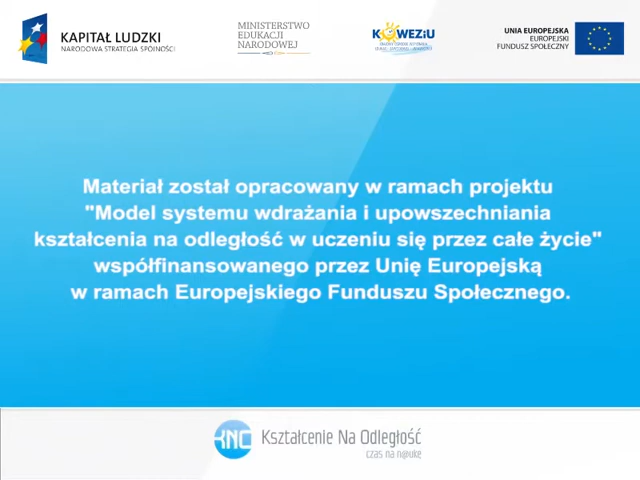 KAPITAŁ LUDZKI
NARODOWA STRATEGIA SPÓJNOŚCI
MINISTERSTWO
EDUKACJI
NARODOWEJ
KOWEZiU
UNIA EUROPEJSKA
EUROPEJSKI
FUNDUSZ SPOŁECZNY
Materiał został opracowany w ramach projektu
"Model systemu wdrażania i upowszechniania
kształcenia na odległość w uczeniu się przez całe życie"
współfinansowanego przez Unię Europejską
w ramach Europejskiego Funduszu Społecznego.
KNO Kształcenie Na Odległość
czas na n@ukę